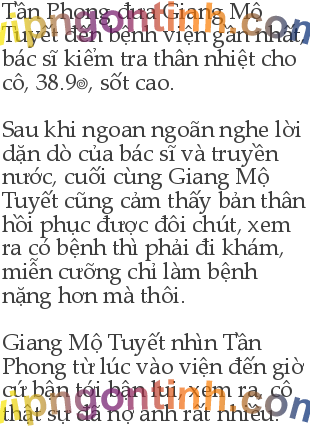 Tần Phong đưa Giang Mộ
Tuyết đến bệnh viện gần nhất,
bác sĩ kiểm tra thân nhiệt cho
cô, 38.9◎, sốt cao.
Sau khi ngoan ngoãn nghe lời
dặn dò của bác sĩ và truyền
nước, cuối cùng Giang Mộ
Tuyết cũng cảm thấy bản thân
hồi phục được đôi chút, xem
ra có bệnh thì phải đi khám,
miễn cưỡng chỉ làm bệnh
nặng hơn mà thôi.
Giang Mộ Tuyết nhìn Tần
Phong từ lúc vào viện đến giờ
cứ bận tới bận lui, xem ra, cô
thật sự đã nợ anh rất nhiều.